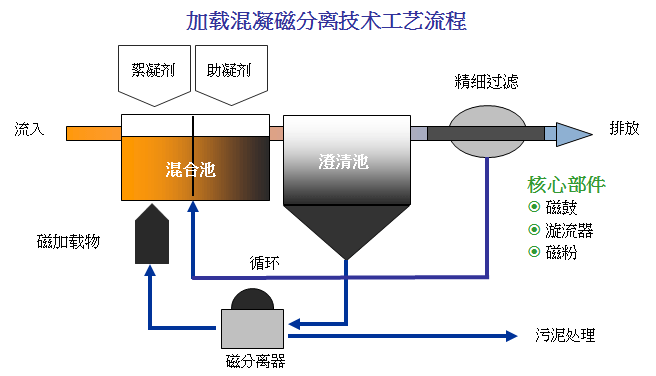 加载混凝磁分离技术工艺流程
絮凝剂
助凝剂
精细过滤
流入
排放
混合池
澄清池
核心部件
磁鼓
漩流器
磁粉
磁加载物
循环
污泥处理
磁分离器